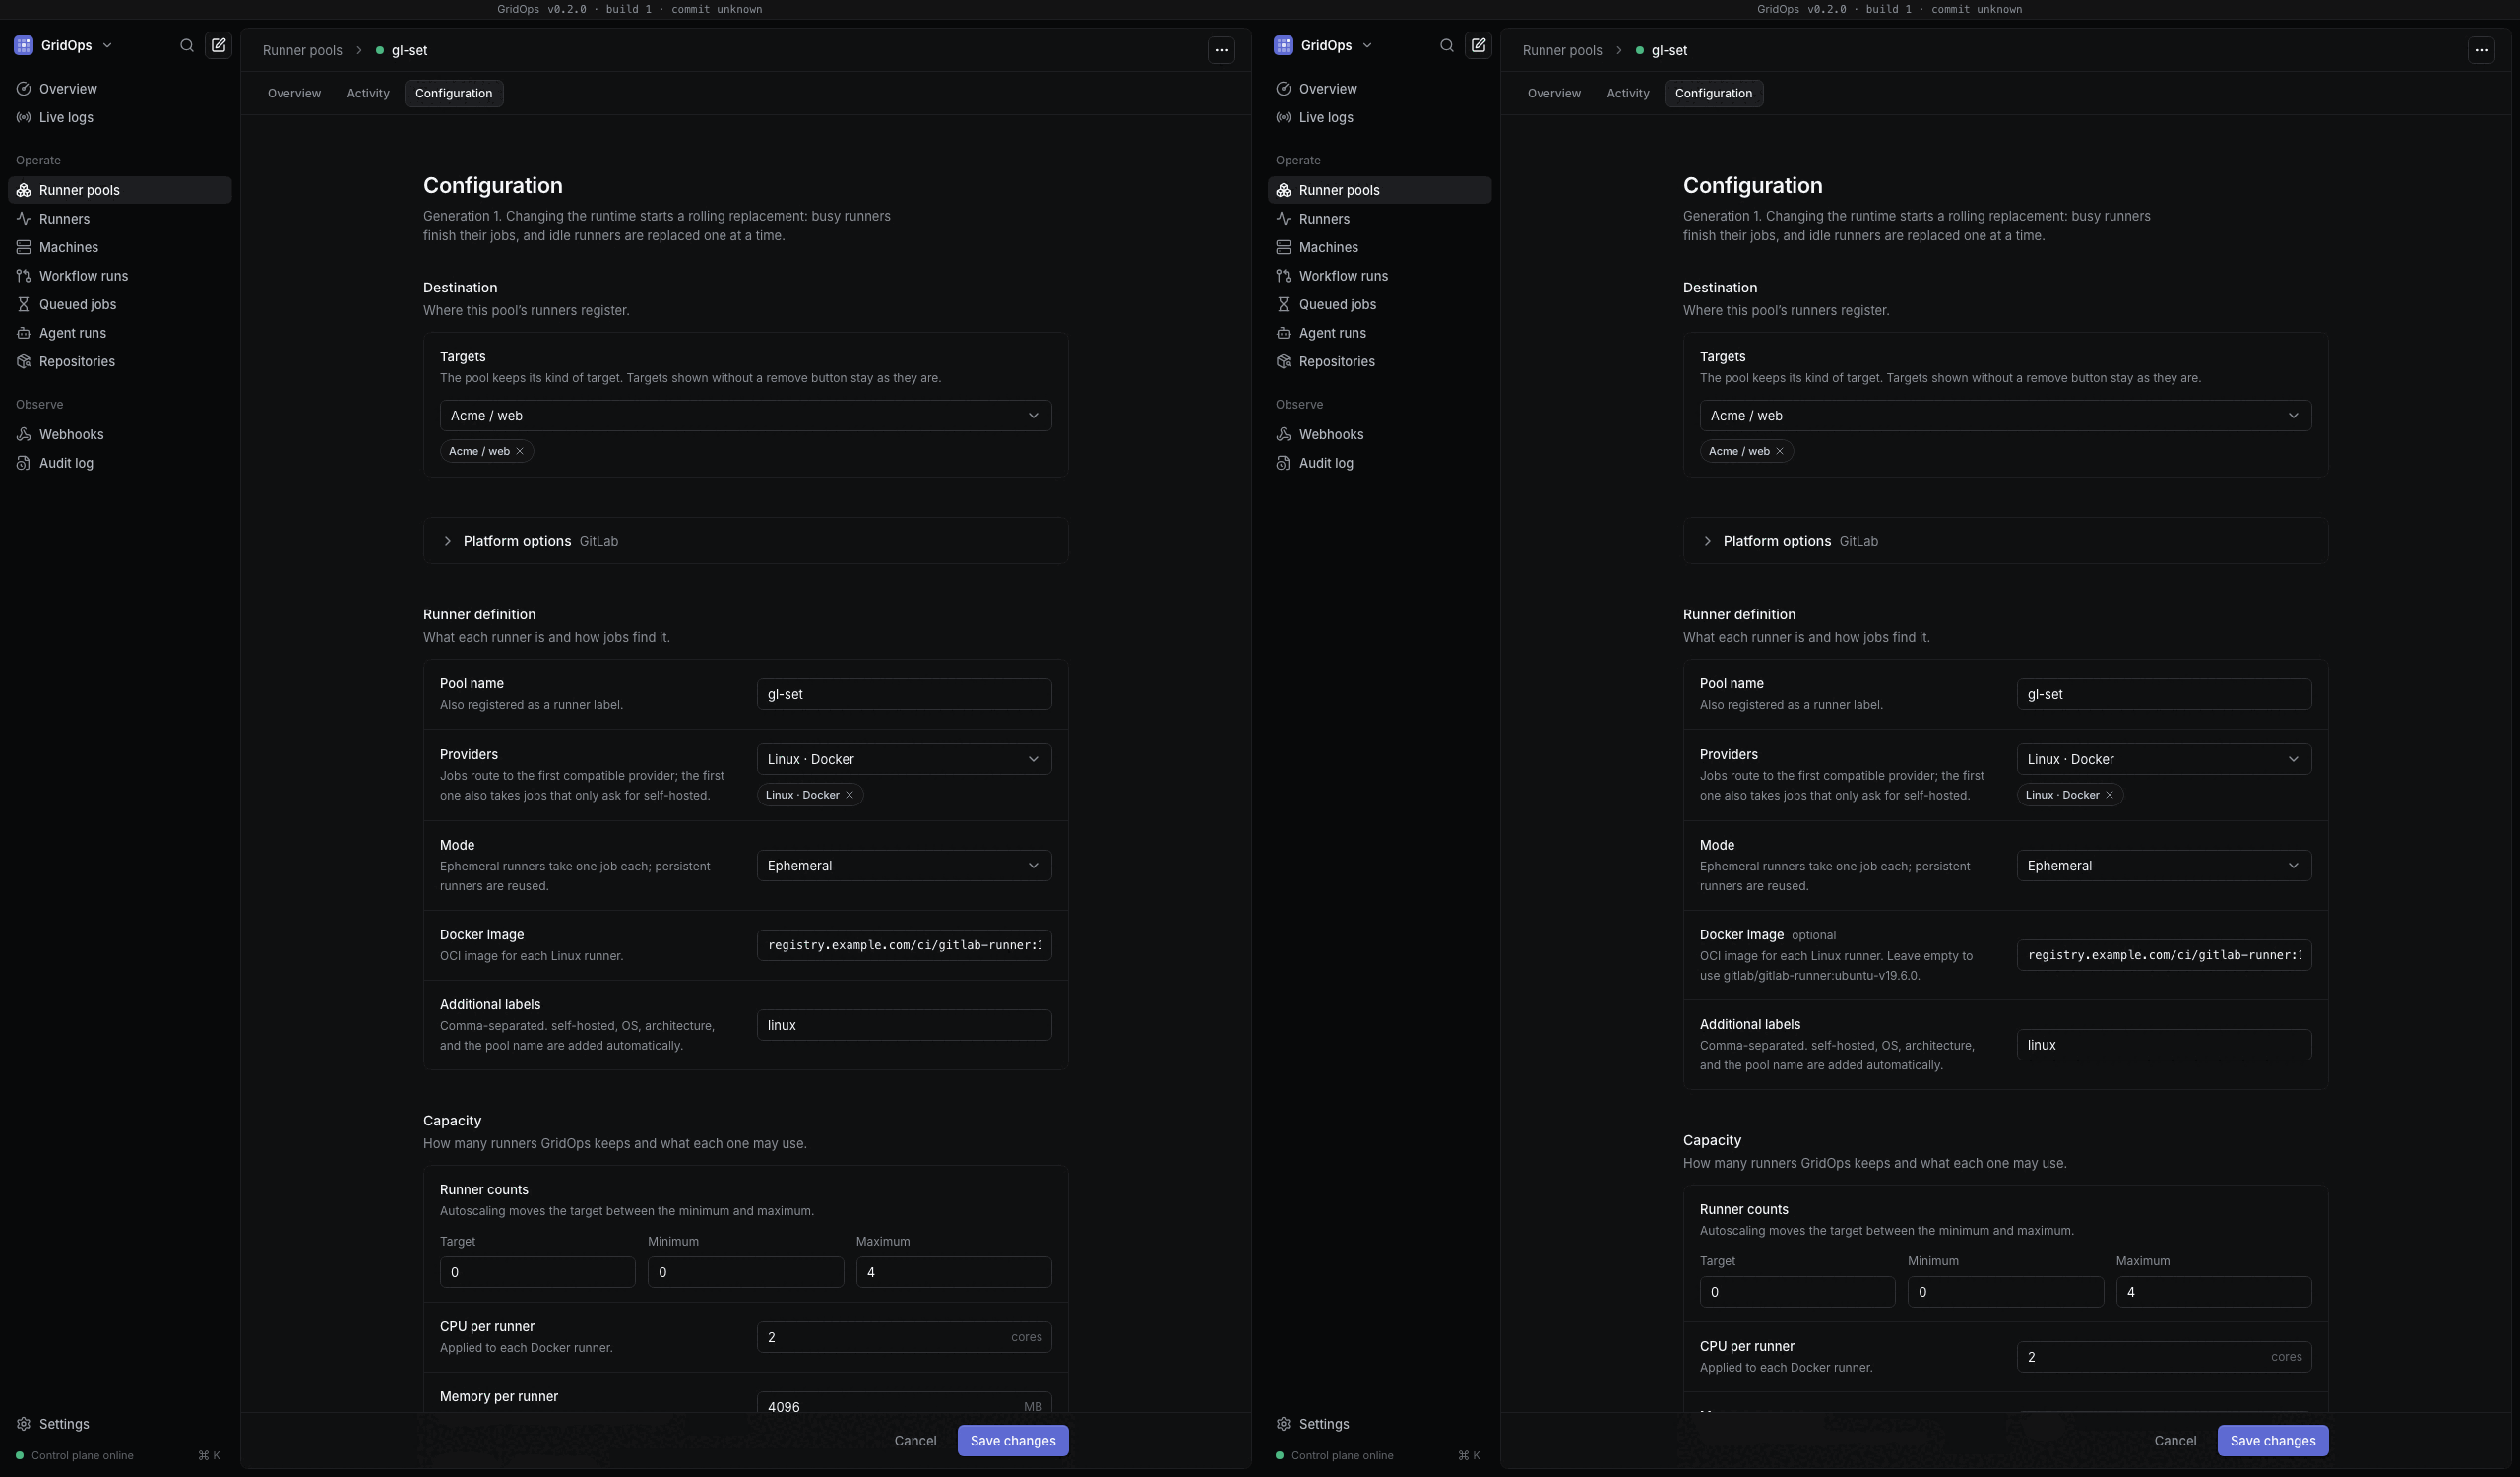 GridOps v0.2.0 · build 1 · commit unknown
GridOps
Overview
Live logs
Operate
Runner pools
Runners
Machines
Workflow runs
Queued jobs
Agent runs
Repositories
Observe
Webhooks
Audit log
Settings
Control plane online ⌘ K
Runner pools > gl-set
Overview Activity Configuration
Configuration
Generation 1. Changing the runtime starts a rolling replacement: busy runners
finish their jobs, and idle runners are replaced one at a time.
Destination
Where this pool’s runners register.
Targets
The pool keeps its kind of target. Targets shown without a remove button stay as they are.
Acme / web
Acme / web ×
Platform options GitLab
Runner definition
What each runner is and how jobs find it.
Pool name
Also registered as a runner label.
gl-set
Providers
Jobs route to the first compatible provider; the first
one also takes jobs that only ask for self-hosted.
Linux · Docker
Linux · Docker ×
Mode
Ephemeral runners take one job each; persistent
runners are reused.
Ephemeral
Docker image
OCI image for each Linux runner.
registry.example.com/ci/gitlab-runner:
Additional labels
Comma-separated. self-hosted, OS, architecture,
and the pool name are added automatically.
linux
Capacity
How many runners GridOps keeps and what each one may use.
Runner counts
Autoscaling moves the target between the minimum and maximum.
Target Minimum Maximum
0 0 4
CPU per runner
Applied to each Docker runner.
2 cores
Memory per runner
4096 MB
Cancel Save changes
GridOps v0.2.0 · build 1 · commit unknown
GridOps
Overview
Live logs
Operate
Runner pools
Runners
Machines
Workflow runs
Queued jobs
Agent runs
Repositories
Observe
Webhooks
Audit log
Settings
Control plane online ⌘ K
Runner pools > gl-set
Overview Activity Configuration
Configuration
Generation 1. Changing the runtime starts a rolling replacement: busy runners
finish their jobs, and idle runners are replaced one at a time.
Destination
Where this pool’s runners register.
Targets
The pool keeps its kind of target. Targets shown without a remove button stay as they are.
Acme / web
Acme / web ×
Platform options GitLab
Runner definition
What each runner is and how jobs find it.
Pool name
Also registered as a runner label.
gl-set
Providers
Jobs route to the first compatible provider; the first
one also takes jobs that only ask for self-hosted.
Linux · Docker
Linux · Docker ×
Mode
Ephemeral runners take one job each; persistent
runners are reused.
Ephemeral
Docker image optional
OCI image for each Linux runner. Leave empty to
use gitlab/gitlab-runner:ubuntu-v19.6.0.
registry.example.com/ci/gitlab-runner:
Additional labels
Comma-separated. self-hosted, OS, architecture,
and the pool name are added automatically.
linux
Capacity
How many runners GridOps keeps and what each one may use.
Runner counts
Autoscaling moves the target between the minimum and maximum.
Target Minimum Maximum
0 0 4
CPU per runner
Applied to each Docker runner.
2 cores
Cancel Save changes